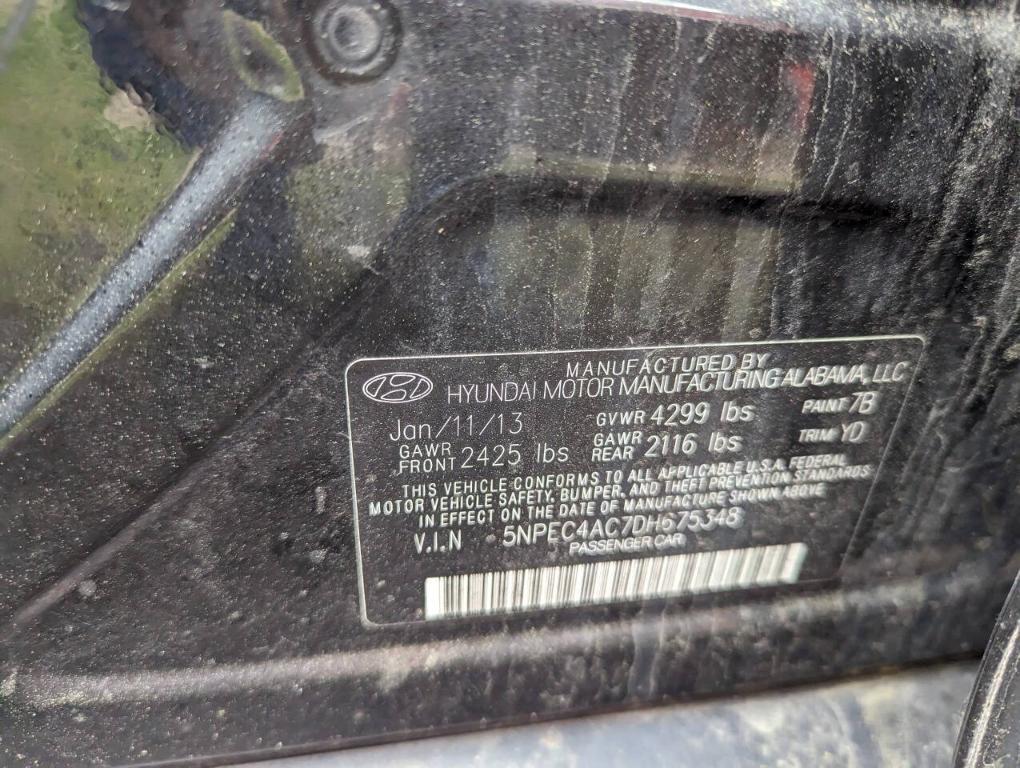 MANUFACTURED BY
HYUNDAI MOTOR MANUFACTURING ALABAMA, LLC
Jan/11/13 GVWR 4299 lbs PAINT 7B
GAWR FRONT 2425 lbs GAWR REAR 2116 lbs TRIM YD
THIS VEHICLE CONFORMS TO ALL APPLICABLE U.S.A. FEDERAL
MOTOR VEHICLE SAFETY, BUMPER, AND THEFT PREVENTION STANDARDS
IN EFFECT ON THE DATE OF MANUFACTURE SHOWN ABOVE
V.I.N 5NPEC4AC7DH675348
PASSENGER CAR